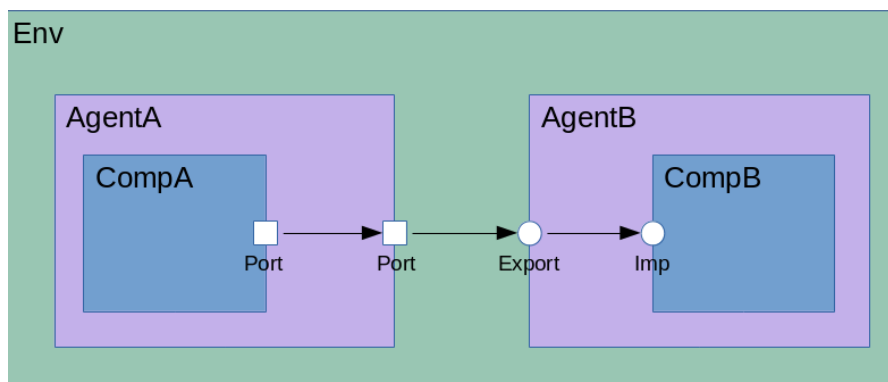 Env
AgentA
AgentB
CompA
CompB
Port
Port
Export
Imp